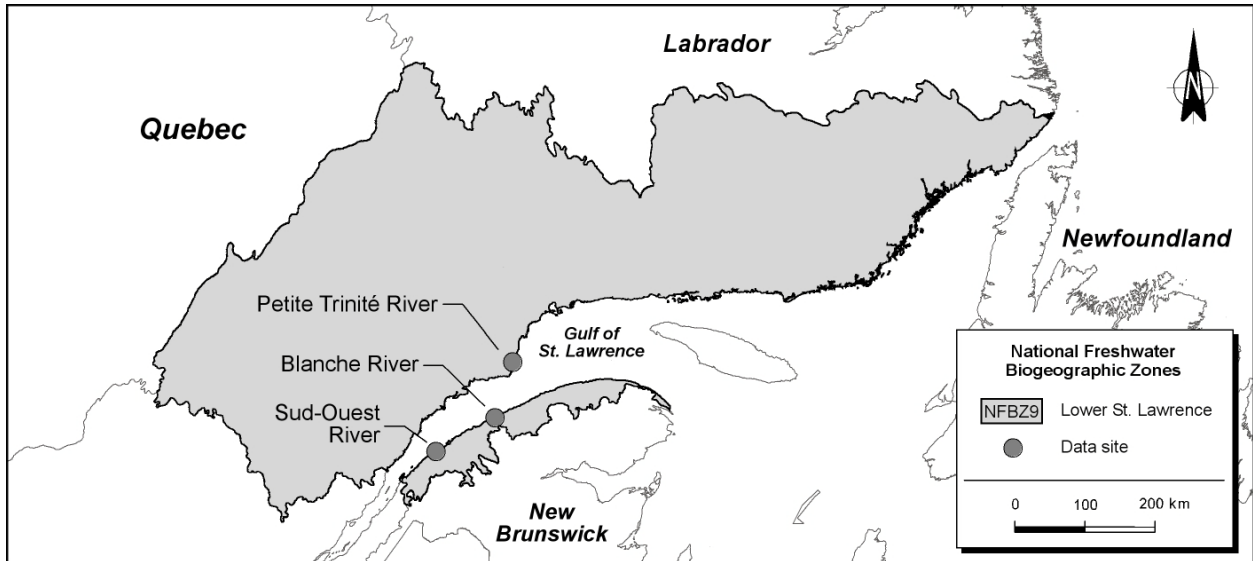 Labrador
N
Quebec
Newfoundland
Petite Trinité River
Gulf of
St. Lawrence
Blanche River
Sud-Ouest
River
New
Brunswick
National Freshwater
Biogeographic Zones
NFBZ9 Lower St. Lawrence
Data site
0 100 200 km